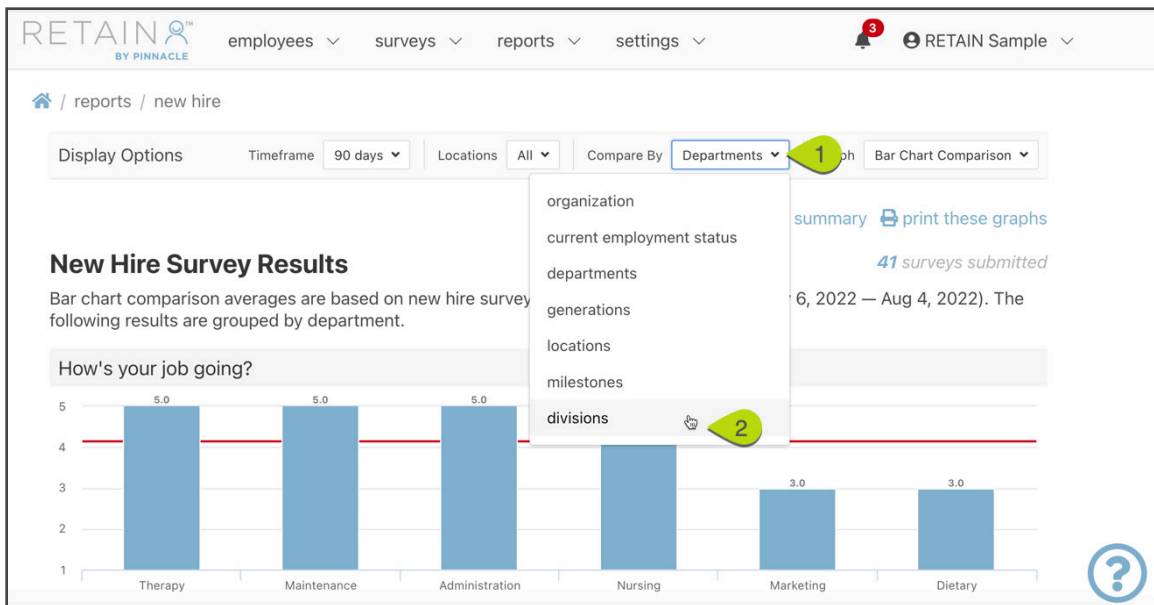 RETAIN™
BY PINNACLE
employees
surveys
reports
settings
3
RETAIN Sample
/ reports / new hire
Display Options
Timeframe
90 days
Locations
All
Compare By
Departments
1
Bar Chart Comparison
organization
current employment status
departments
generations
locations
milestones
divisions
2
summary
print these graphs
New Hire Survey Results
41 surveys submitted
Bar chart comparison averages are based on new hire survey 6, 2022 — Aug 4, 2022). The
following results are grouped by department.
How's your job going?
5
4
3
2
1
5.0
5.0
5.0
3.0
3.0
Therapy
Maintenance
Administration
Nursing
Marketing
Dietary
?